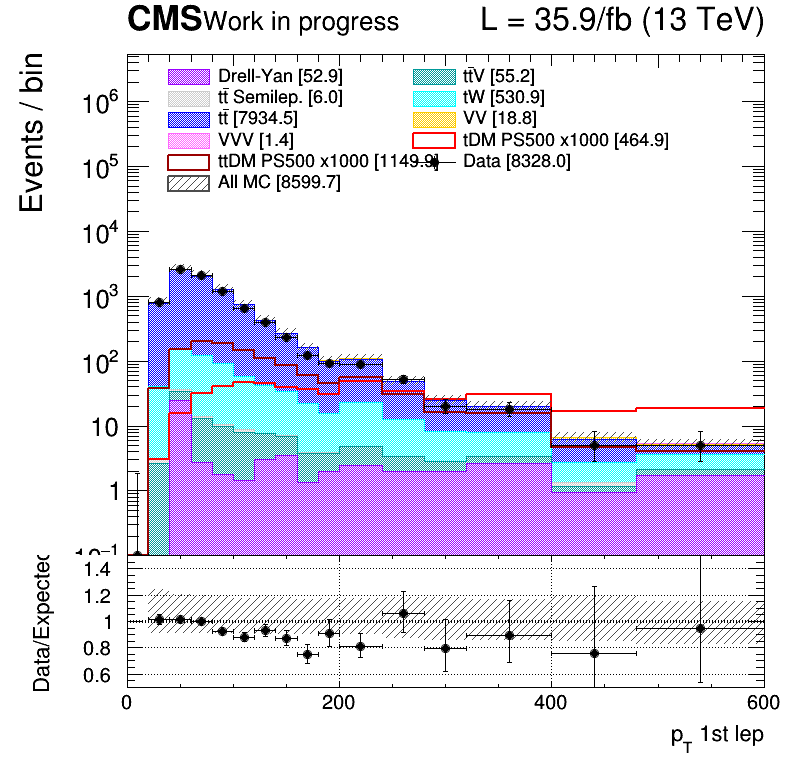 CMS Work in progress L = 35.9/fb (13 TeV)
Events / bin
Drell-Yan [52.9] tt̄V [55.2]
tt̄ Semilep. [6.0] tW [530.9]
tt̄ [7934.5] VV [18.8]
VVV [1.4] tDM PS500 x1000 [464.9]
ttDM PS500 x1000 [1149.9] Data [8328.0]
All MC [8599.7]
10⁶
10⁵
10⁴
10³
10²
10
1
10⁻¹
Data/Expected
1.4
1.2
1
0.8
0.6
0 200 400 600
p_T 1st lep